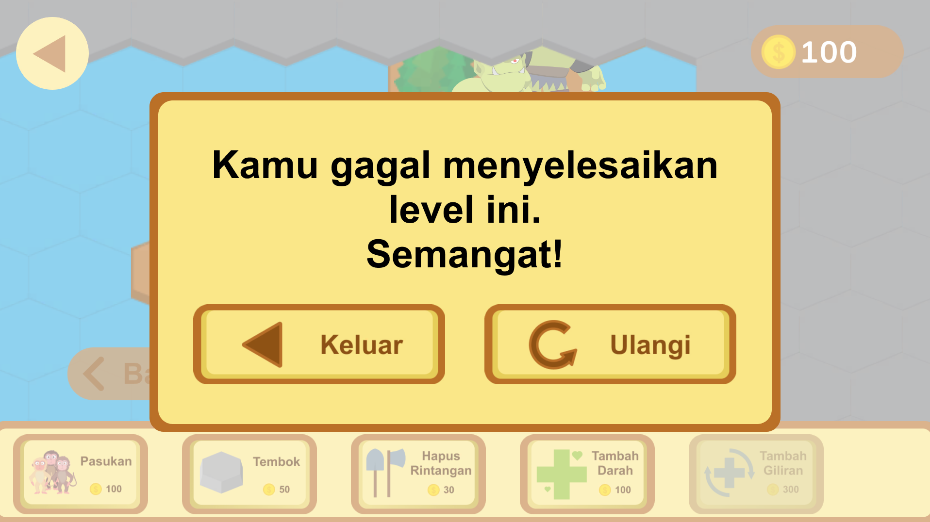 100
Kamu gagal menyelesaikan
level ini.
Semangat!
Keluar
Ulangi
Pasukan
100
Tembok
50
Hapus
Rintangan
30
Tambah
Darah
100
Tambah
Giliran
300